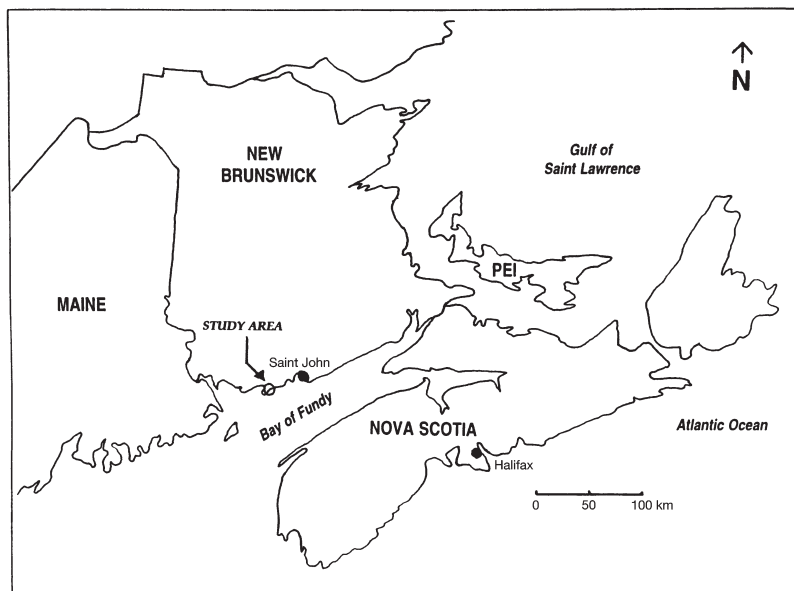 N
NEW
BRUNSWICK
Gulf of
Saint Lawrence
PEI
MAINE
STUDY AREA
Saint John
Bay of Fundy
NOVA SCOTIA
Atlantic Ocean
Halifax
0 50 100 km